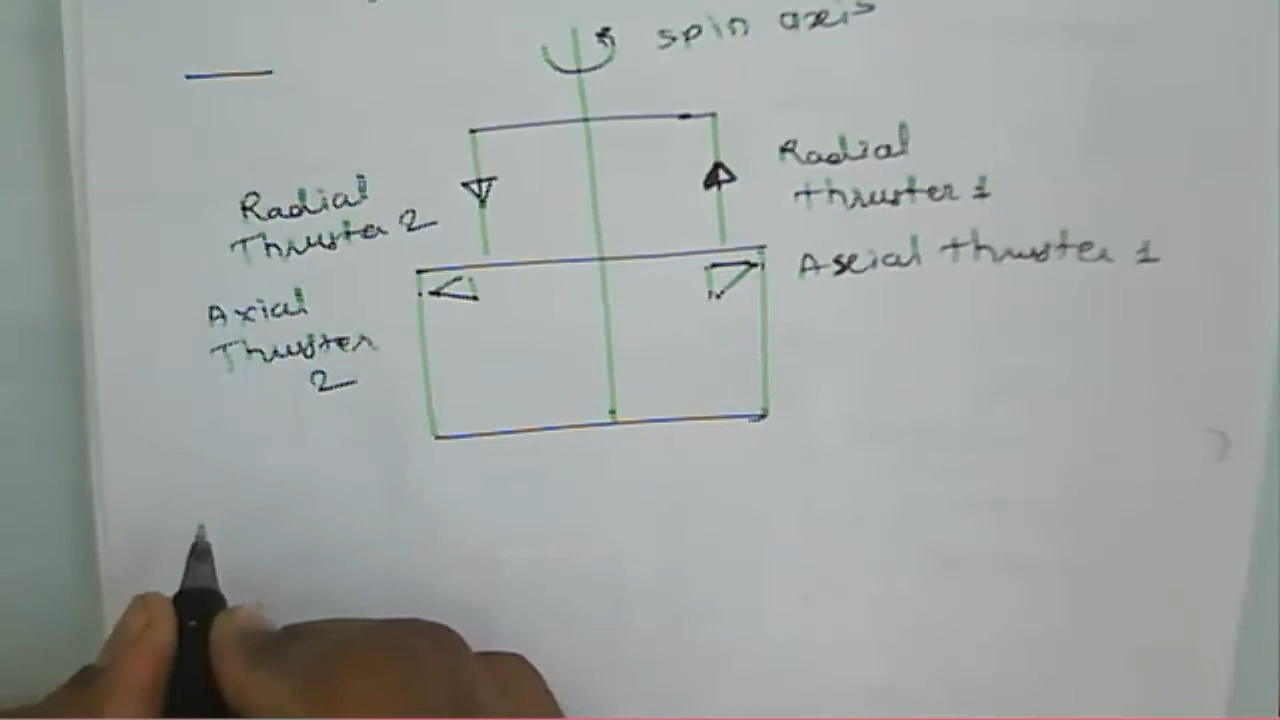 spin axis
Radial
thruster 1
Radial
Thruster 2
Axial thruster 1
Axial
Thruster
2